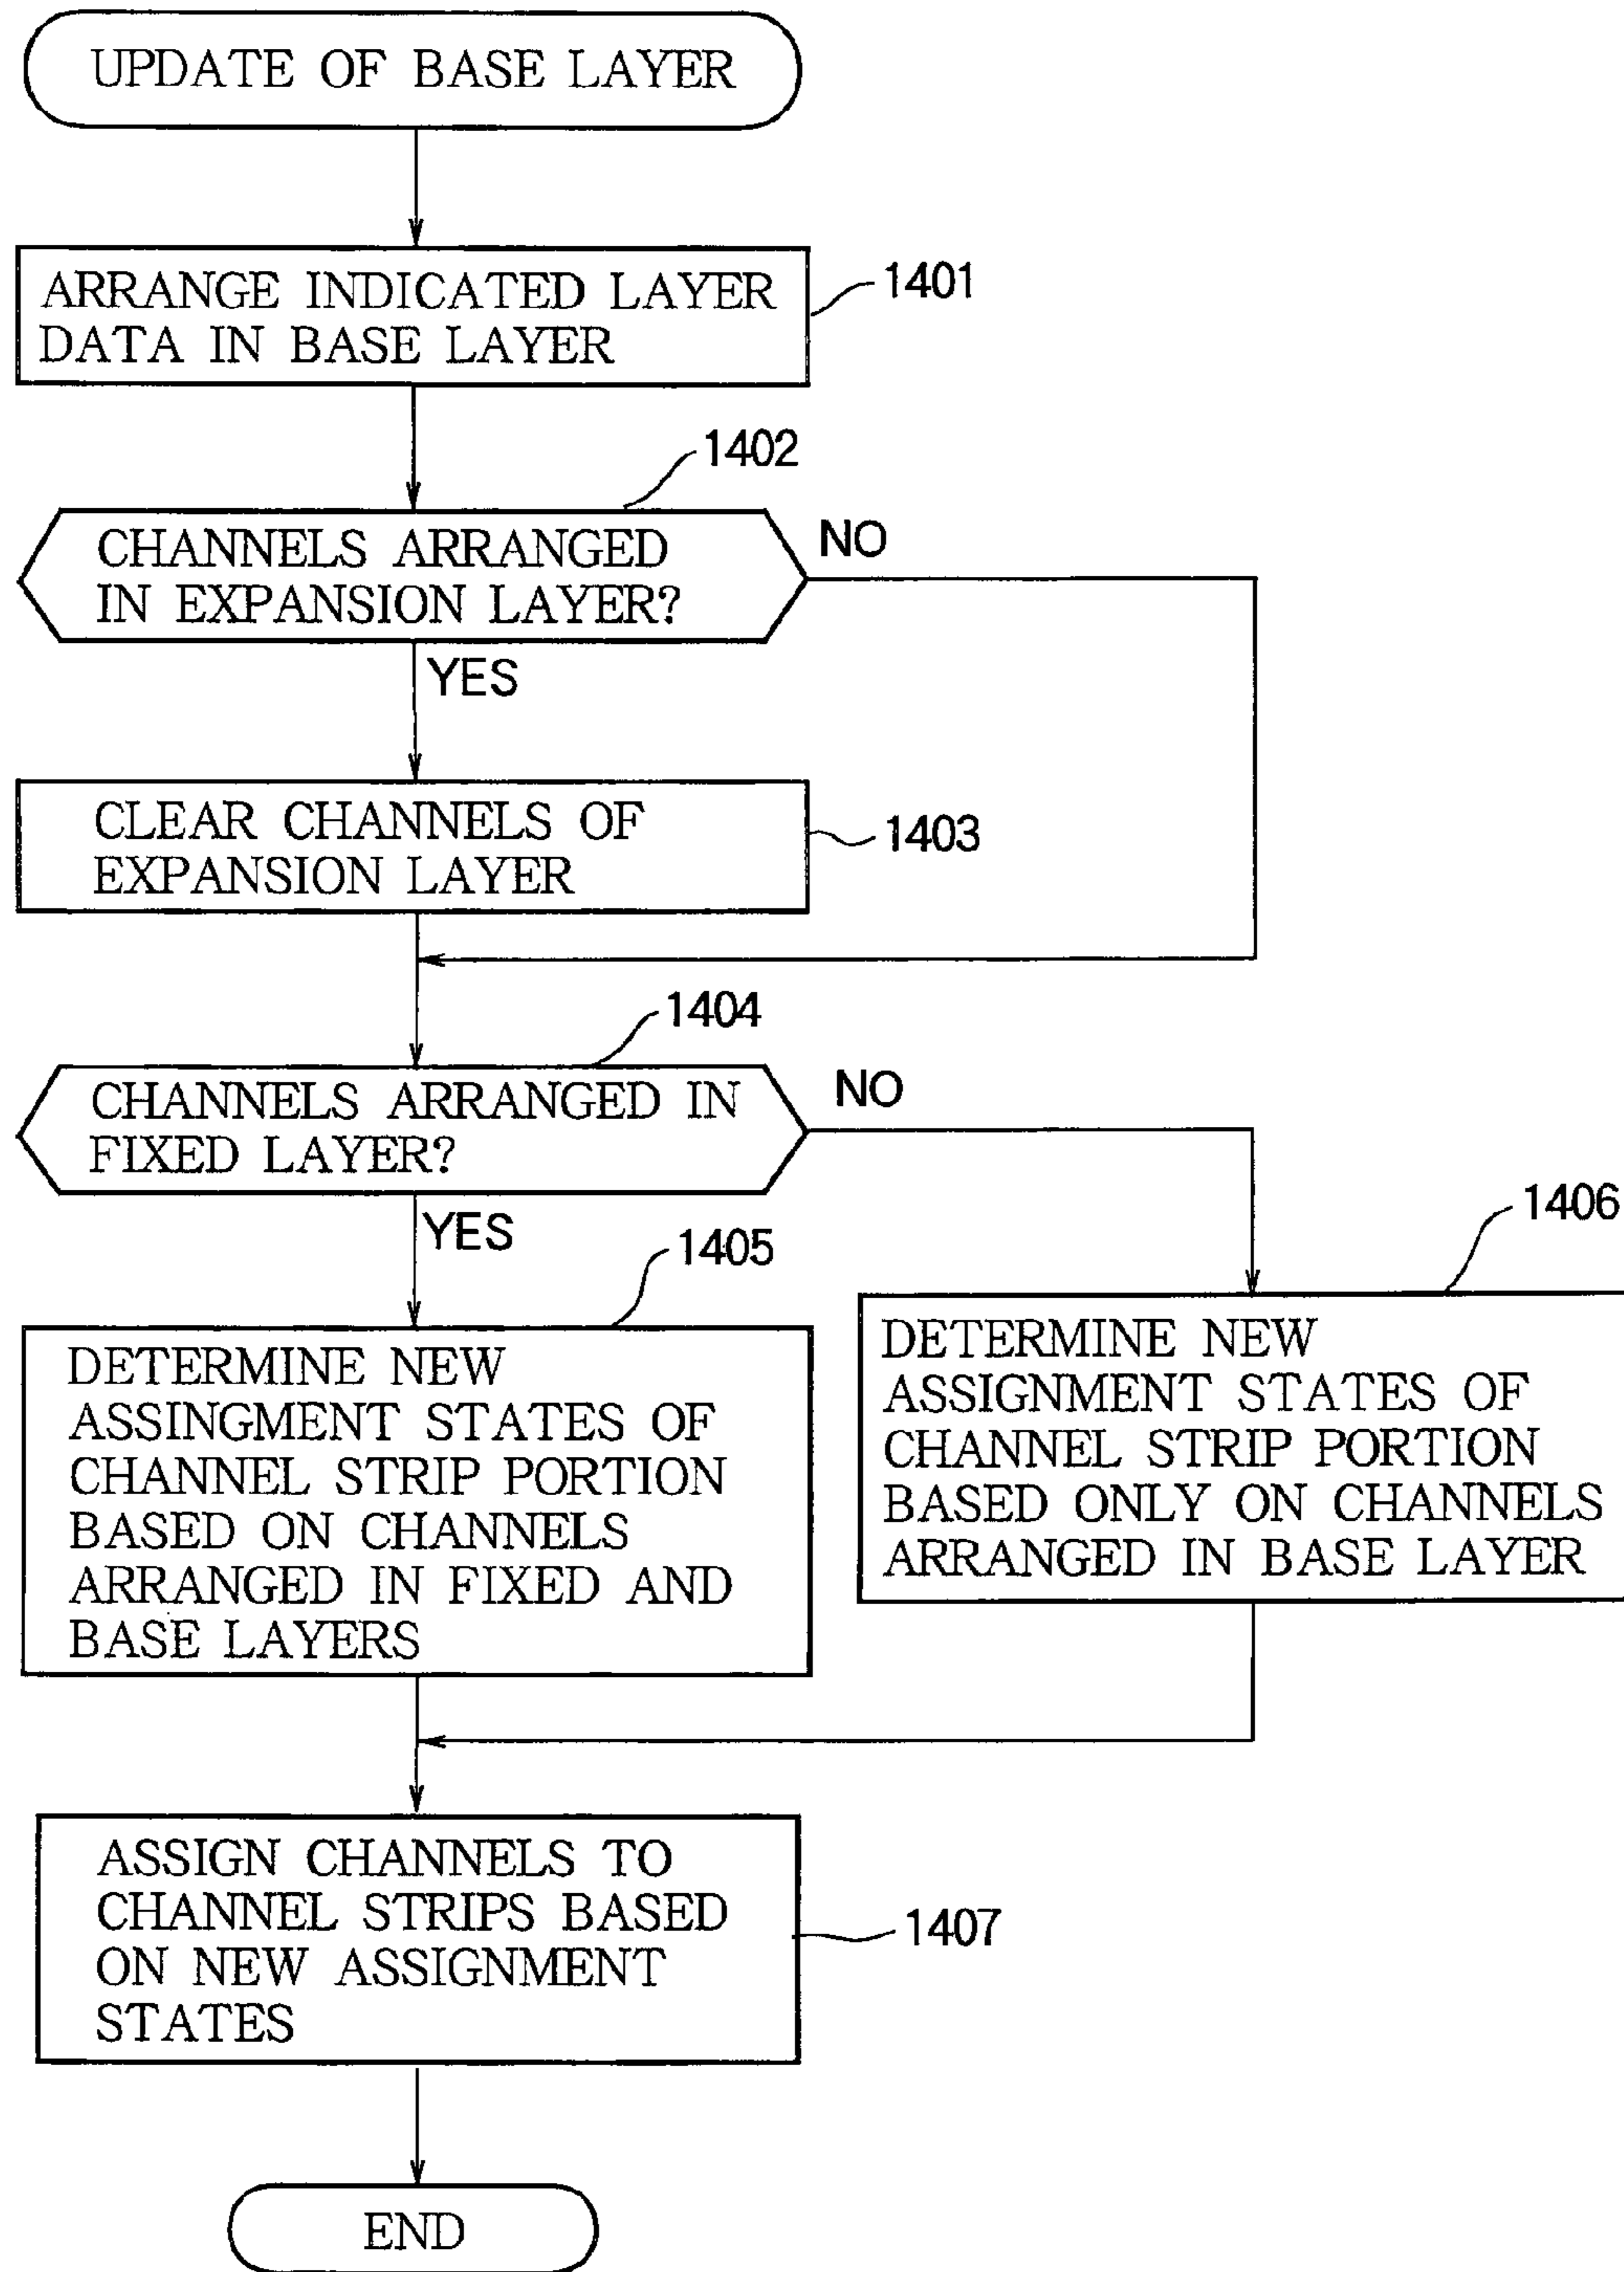 UPDATE OF BASE LAYER
ARRANGE INDICATED LAYER
DATA IN BASE LAYER
1401
1402
CHANNELS ARRANGED
IN EXPANSION LAYER?
NO
YES
CLEAR CHANNELS OF
EXPANSION LAYER
1403
1404
CHANNELS ARRANGED IN
FIXED LAYER?
NO
YES
1405
1406
DETERMINE NEW
ASSINGMENT STATES OF
CHANNEL STRIP PORTION
BASED ON CHANNELS
ARRANGED IN FIXED AND
BASE LAYERS
DETERMINE NEW
ASSIGNMENT STATES OF
CHANNEL STRIP PORTION
BASED ONLY ON CHANNELS
ARRANGED IN BASE LAYER
ASSIGN CHANNELS TO
CHANNEL STRIPS BASED
ON NEW ASSIGNMENT
STATES
1407
END